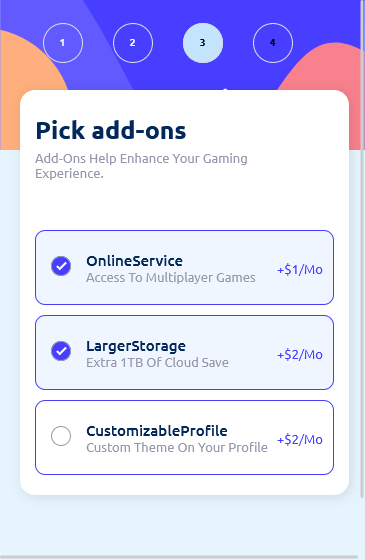 1 2 3 4
Pick add-ons
Add-Ons Help Enhance Your Gaming
Experience.
OnlineService
Access To Multiplayer Games
+$1/Mo
LargerStorage
Extra 1TB Of Cloud Save
+$2/Mo
CustomizableProfile
Custom Theme On Your Profile
+$2/Mo